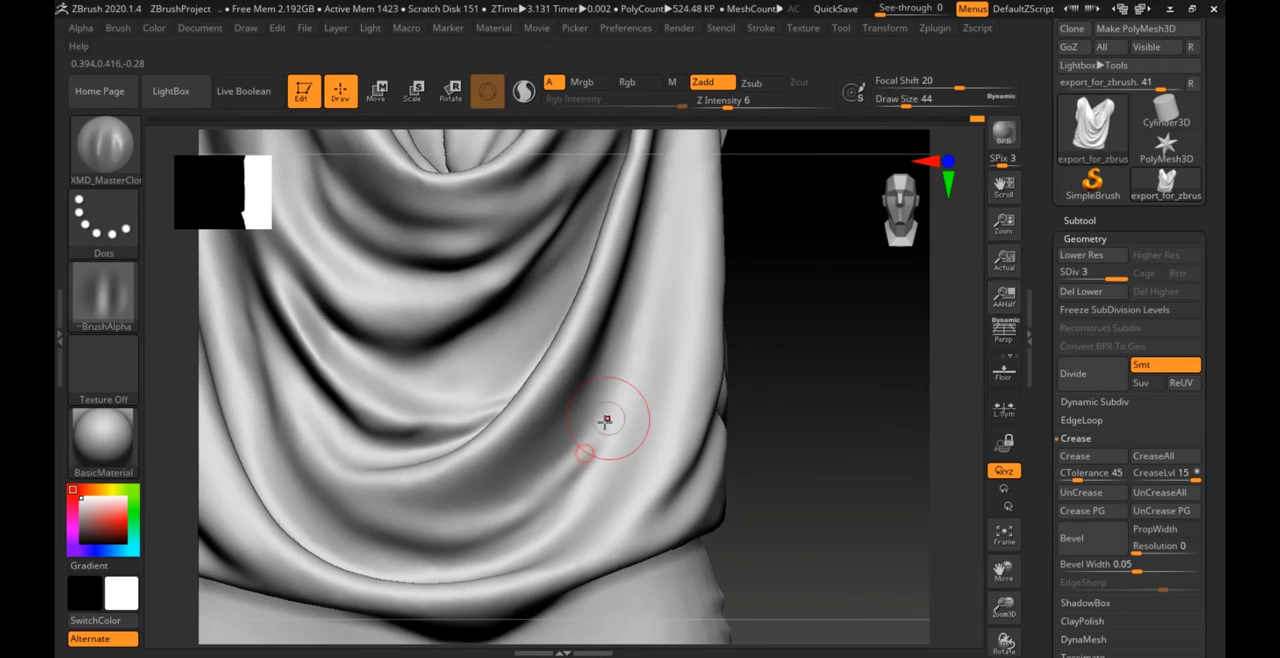 ZBrush 2020.1.4 ZBrushProject .. • Free Mem 2.192GB • Active Mem 1423 • Scratch Disk 151 • ZTime▶3.131 Timer▶0.002 • PolyCount▶524.48 KP • MeshCount▶ AC QuickSave See-through 0 Menus DefaultZScript
Alpha Brush Color Document Draw Edit File Layer Light Macro Marker Material Movie Picker Preferences Render Stencil Stroke Texture Tool Transform Zplugin Zscript
Help
0.394,0.416,-0.28
Home Page LightBox Live Boolean Edit Draw Move Scale Rotate
A Mrgb Rgb M Zadd Zsub Zcut
Rgb Intensity Z Intensity 6
Focal Shift 20
Draw Size 44 Dynamic
S
XMD_MasterClot
Dots
~BrushAlpha
Texture Off
BasicMaterial
Gradient
SwitchColor
Alternate
BPR
SPix 3
Scroll
Zoom
Actual
AAHalf
Dynamic
Persp
Floor
L.Sym
XYZ
Frame
Move
Zoom3D
Rotate
Clone Make PolyMesh3D
GoZ All Visible R
Lightbox▶Tools
export_for_zbrush. 41 R
export_for_zbrus
Cylinder3D
PolyMesh3D
SimpleBrush
export_for_zbrus
Subtool
Geometry
Lower Res Higher Res
SDiv 3 Cage Rstr
Del Lower Del Higher
Freeze SubDivision Levels
Reconstruct Subdiv
Convert BPR To Geo
Divide Smt
Suv ReUV
Dynamic Subdiv
EdgeLoop
Crease
Crease CreaseAll
CTolerance 45 CreaseLvl 15
UnCrease UnCreaseAll
Crease PG UnCrease PG
Bevel PropWidth
Resolution 0
Bevel Width 0.05
EdgeSharp
ShadowBox
ClayPolish
DynaMesh